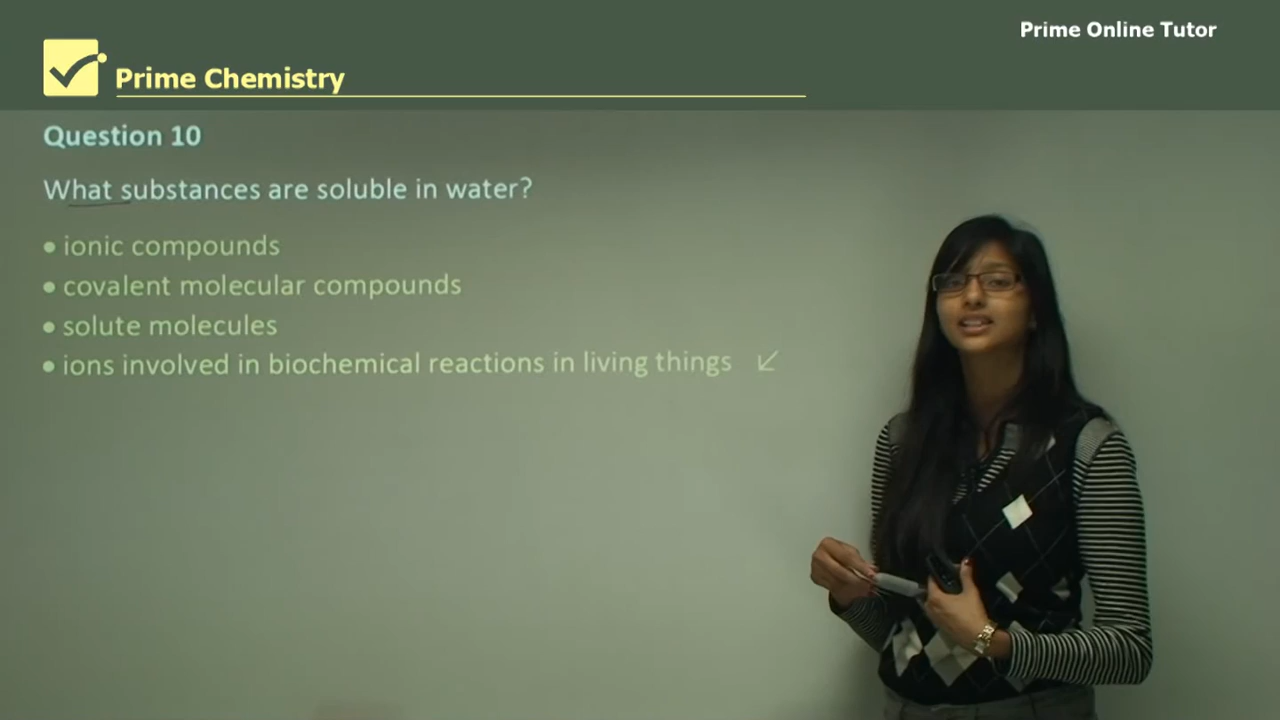 Prime Online Tutor
Prime Chemistry
Question 10
What substances are soluble in water?
• ionic compounds
• covalent molecular compounds
• solute molecules
• ions involved in biochemical reactions in living things